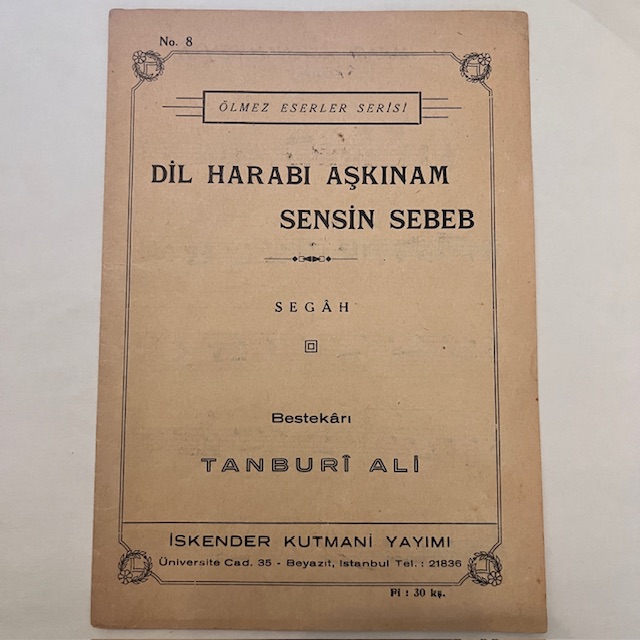 No. 8
ÖLMEZ ESERLER SERİSİ
DİL HARABI AŞKINAM
SENSİN SEBEB
SEGÂH
Bestekârı
TANBURÎ ALİ
İSKENDER KUTMANİ YAYIMI
Üniversite Cad. 35 - Beyazıt, Istanbul Tel. : 21836
Fi : 30 kş.